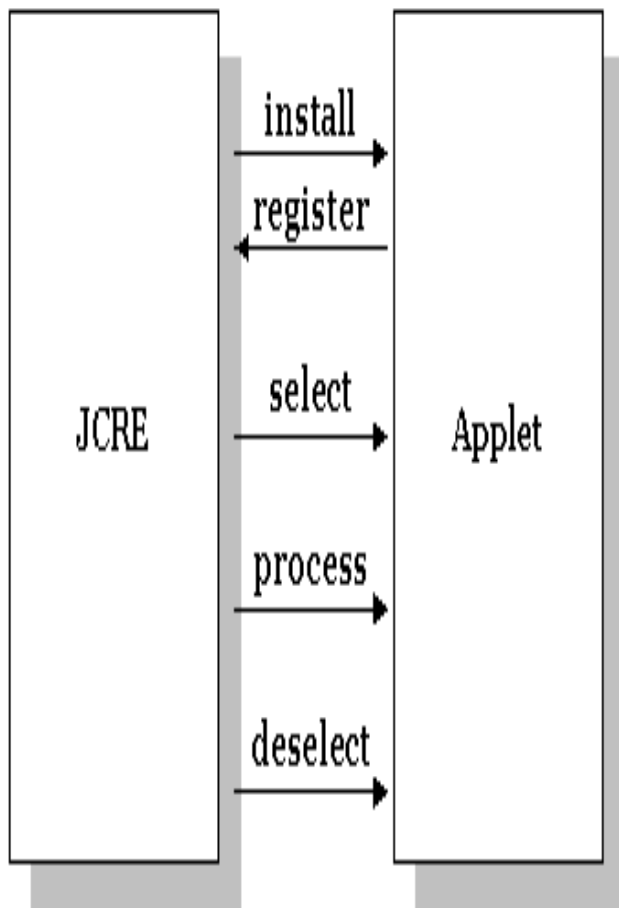 install
register
select
JCRE
Applet
process
deselect